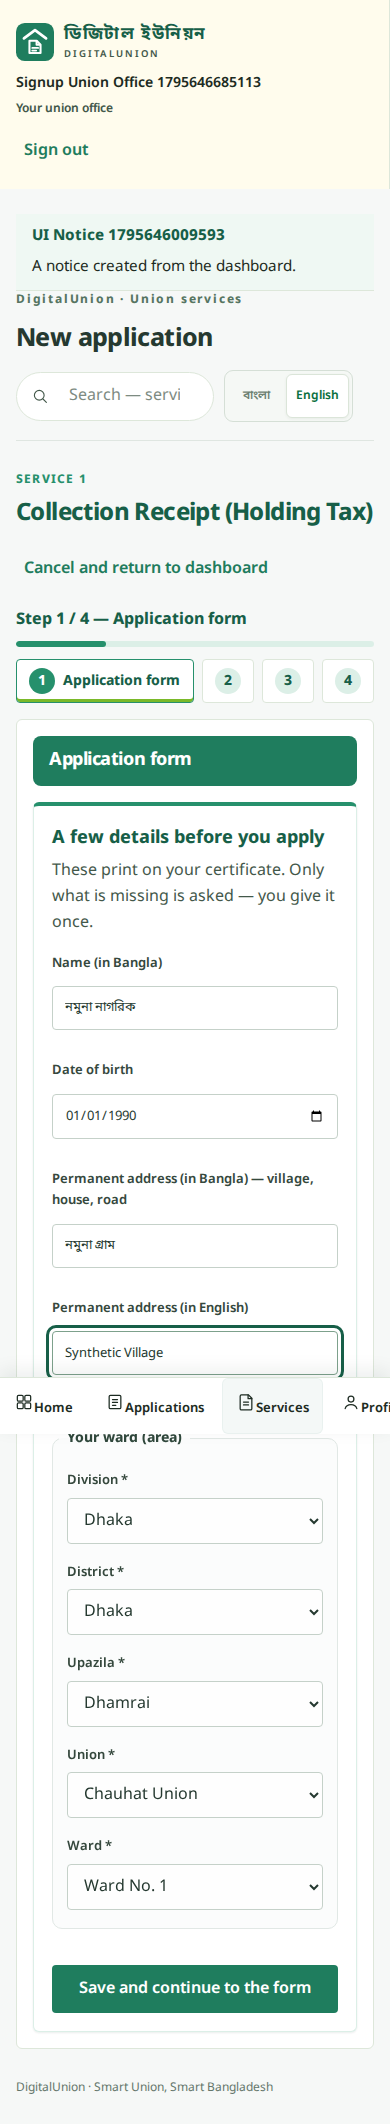 ডিজিটাল ইউনিয়ন
DIGITALUNION
Signup Union Office 1795646685113
Your union office
Sign out
UI Notice 1795646009593
A notice created from the dashboard.
DigitalUnion · Union services
New application
Search — servi
বাংলা
English
SERVICE 1
Collection Receipt (Holding Tax)
Cancel and return to dashboard
Step 1 / 4 — Application form
1 Application form 2 3 4
Application form
A few details before you apply
These print on your certificate. Only
what is missing is asked — you give it
once.
Name (in Bangla)
নমুনা নাগরিক
Date of birth
01/01/1990
Permanent address (in Bangla) — village,
house, road
নমুনা গ্রাম
Permanent address (in English)
Synthetic Village
Home Applications Services Profi
Your ward (area)
Division *
Dhaka
District *
Dhaka
Upazila *
Dhamrai
Union *
Chauhat Union
Ward *
Ward No. 1
Save and continue to the form
DigitalUnion · Smart Union, Smart Bangladesh